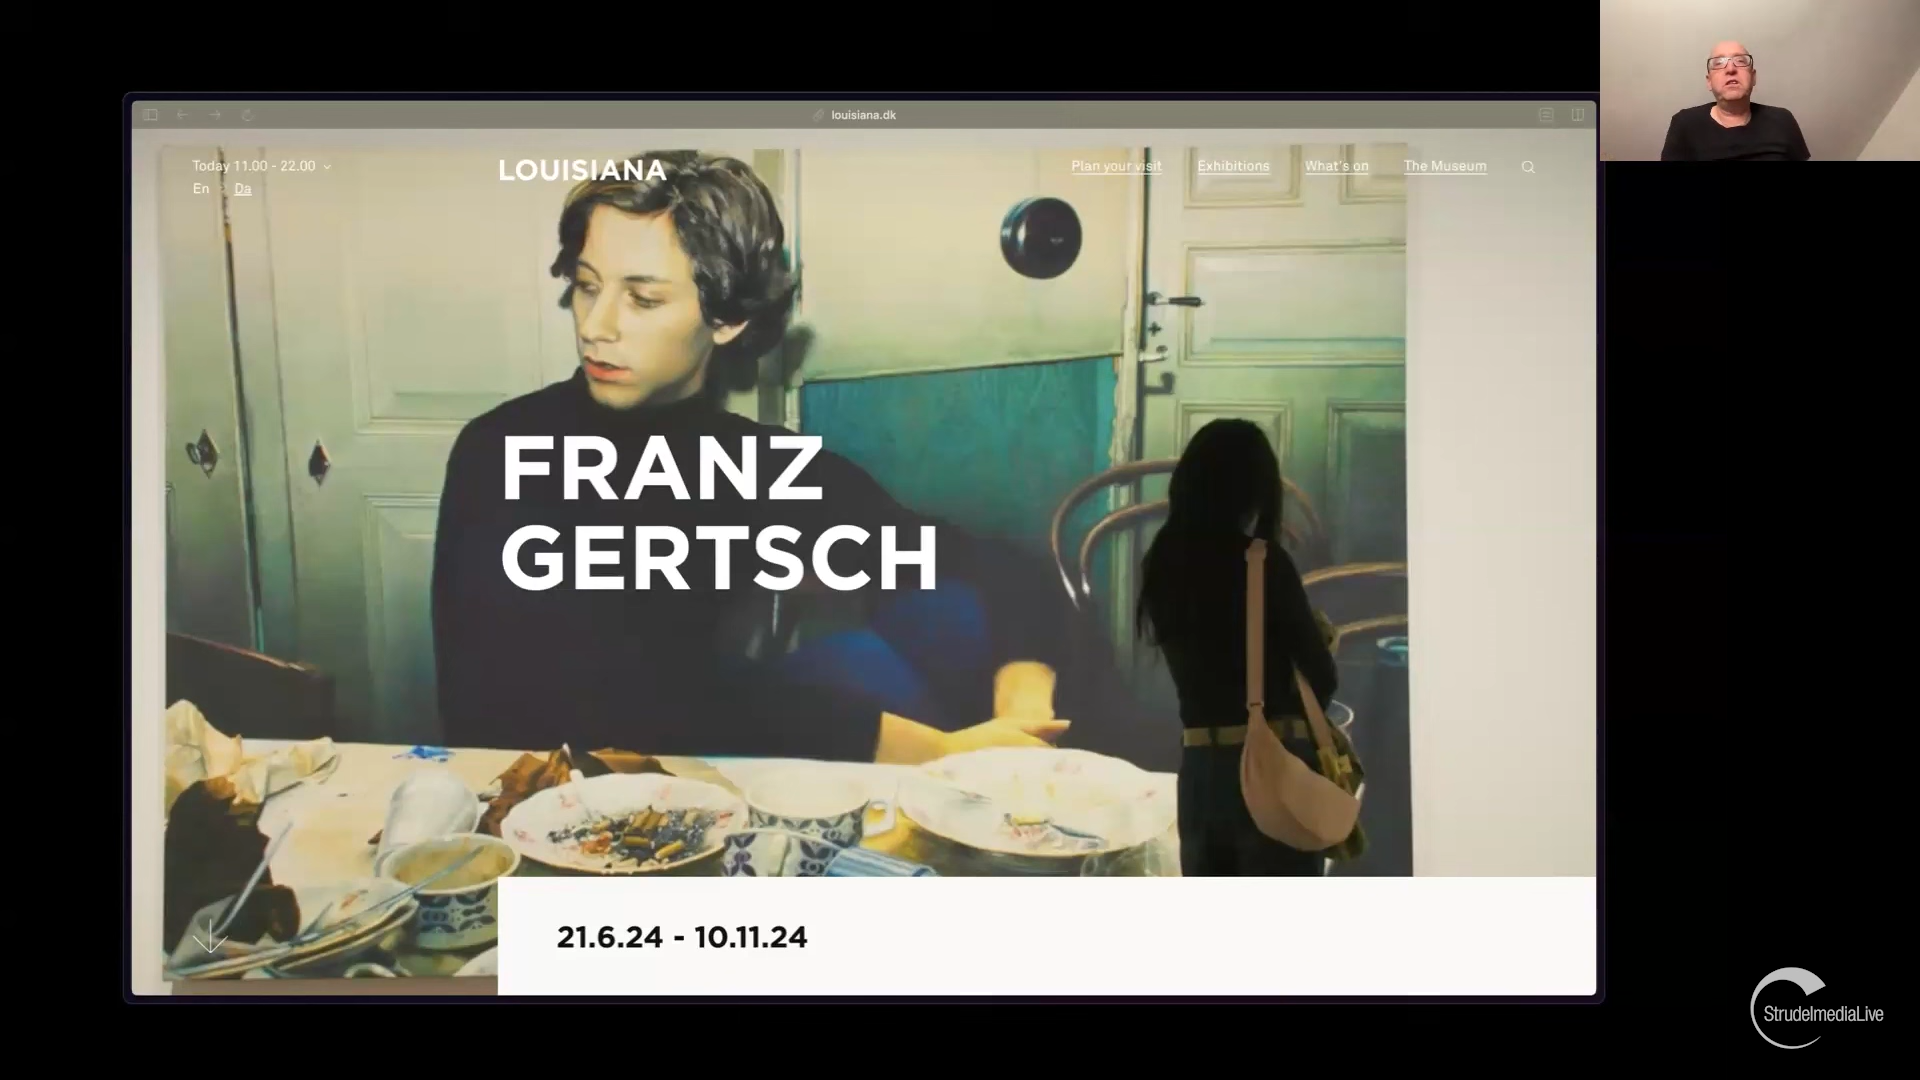 louisiana.dk
Today 11.00 - 22.00
En Da
LOUISIANA
Plan your visit
Exhibitions
What's on
The Museum
FRANZ
GERTSCH
21.6.24 - 10.11.24
StrudelmediaLive